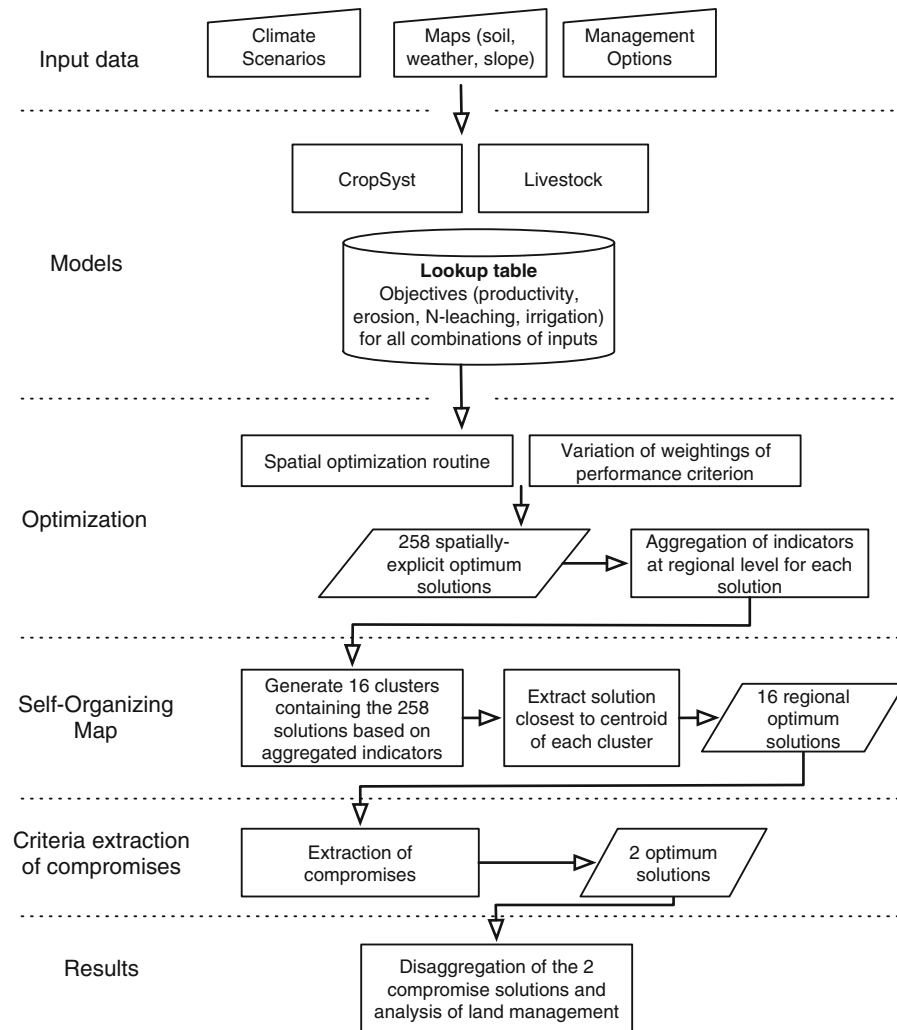 Input data
Climate
Scenarios
Maps (soil,
weather, slope)
Management
Options
Models
CropSyst
Livestock
Lookup table
Objectives (productivity,
erosion, N-leaching, irrigation)
for all combinations of inputs
Optimization
Spatial optimization routine
Variation of weightings of
performance criterion
258 spatially-
explicit optimum
solutions
Aggregation of indicators
at regional level for each
solution
Self-Organizing
Map
Generate 16 clusters
containing the 258
solutions based on
aggregated indicators
Extract solution
closest to centroid
of each cluster
16 regional
optimum
solutions
Criteria extraction
of compromises
Extraction of
compromises
2 optimum
solutions
Results
Disaggregation of the 2
compromise solutions and
analysis of land management